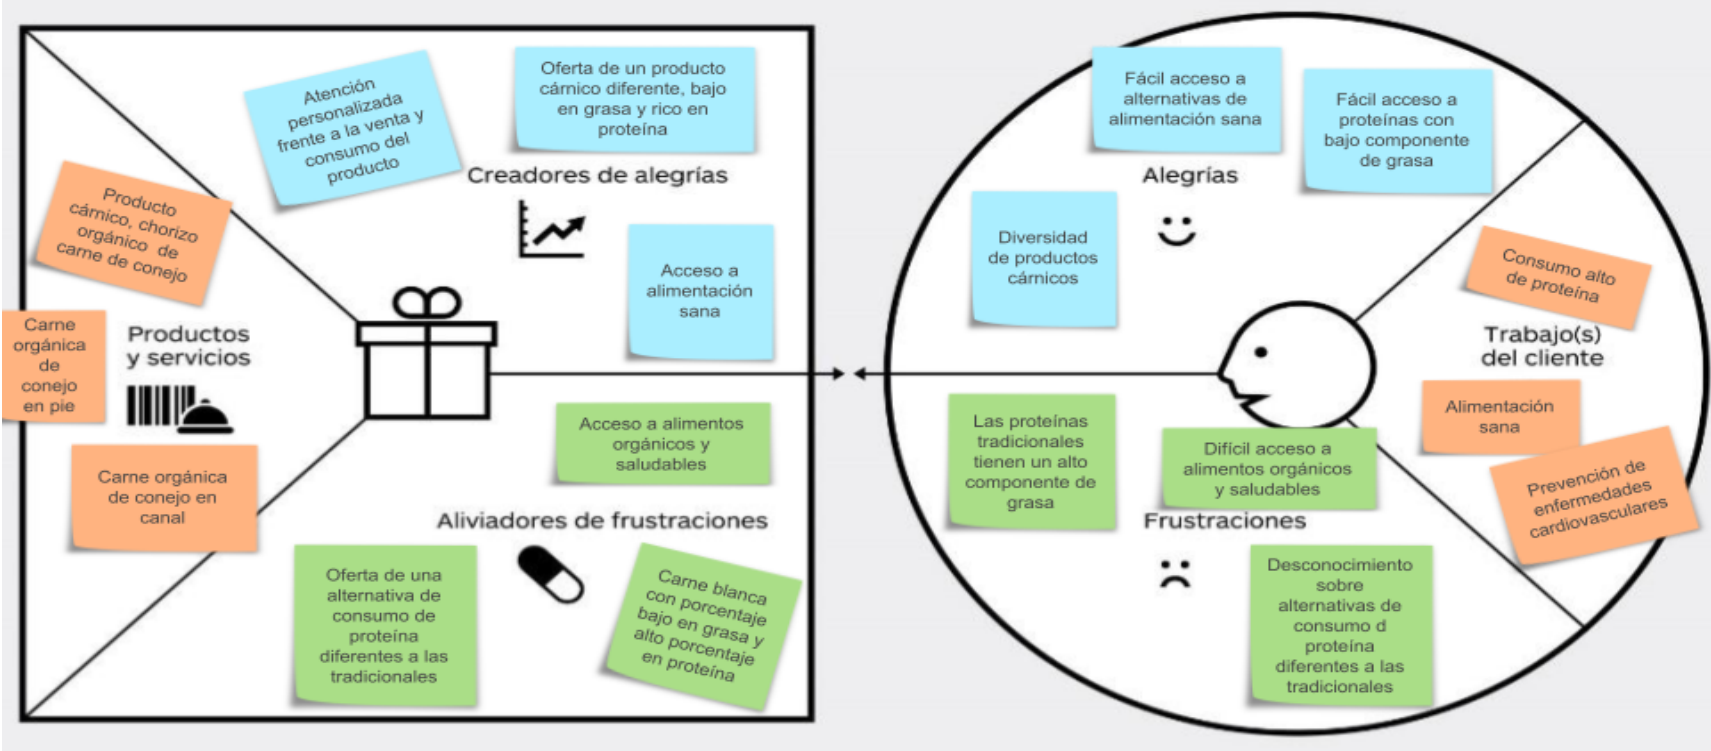 Atención
personalizada
frente a la venta y
consumo del
producto
Oferta de un producto
cárnico diferente, bajo
en grasa y rico en
proteína
Creadores de alegrías
Producto
cárnico, chorizo
orgánico de
carne de conejo
Acceso a
alimentación
sana
Carne
orgánica
de
conejo
en pie
Productos
y servicios
Carne orgánica
de conejo en
canal
Acceso a alimentos
orgánicos y
saludables
Aliviadores de frustraciones
Oferta de una
alternativa de
consumo de
proteína
diferentes a las
tradicionales
Carne blanca
con porcentaje
bajo en grasa y
alto porcentaje
en proteína
Fácil acceso a
alternativas de
alimentación sana
Fácil acceso a
proteínas con
bajo componente
de grasa
Alegrías
Diversidad
de productos
cárnicos
Consumo alto
de proteína
Trabajo(s)
del cliente
Alimentación
sana
Prevención de
enfermedades
cardiovasculares
Las proteínas
tradicionales
tienen un alto
componente de
grasa
Difícil acceso a
alimentos orgánicos
y saludables
Frustraciones
Desconocimiento
sobre
alternativas de
consumo d
proteína
diferentes a las
tradicionales